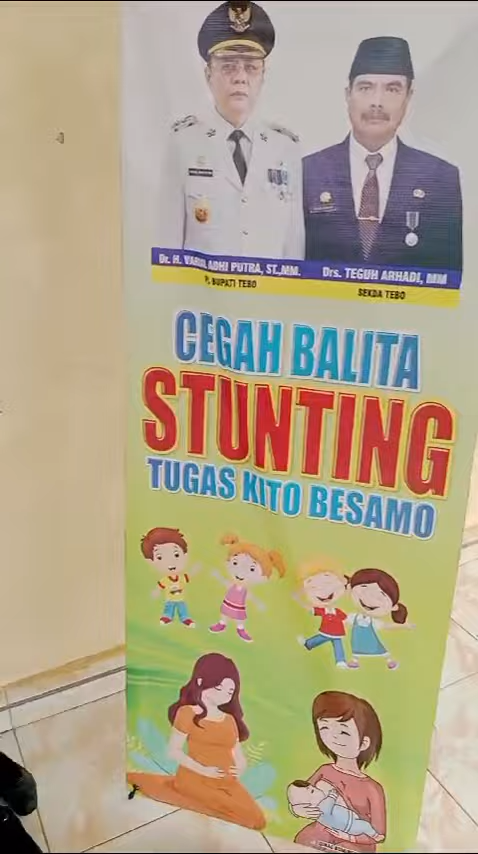 Dr. H. ADHI PUTRA, ST.,MM.
Drs. TEGUH ARHADI, MM
BUPATI TEBO
SEKDA TEBO
CEGAH BALITA
STUNTING
TUGAS KITO BESAMO